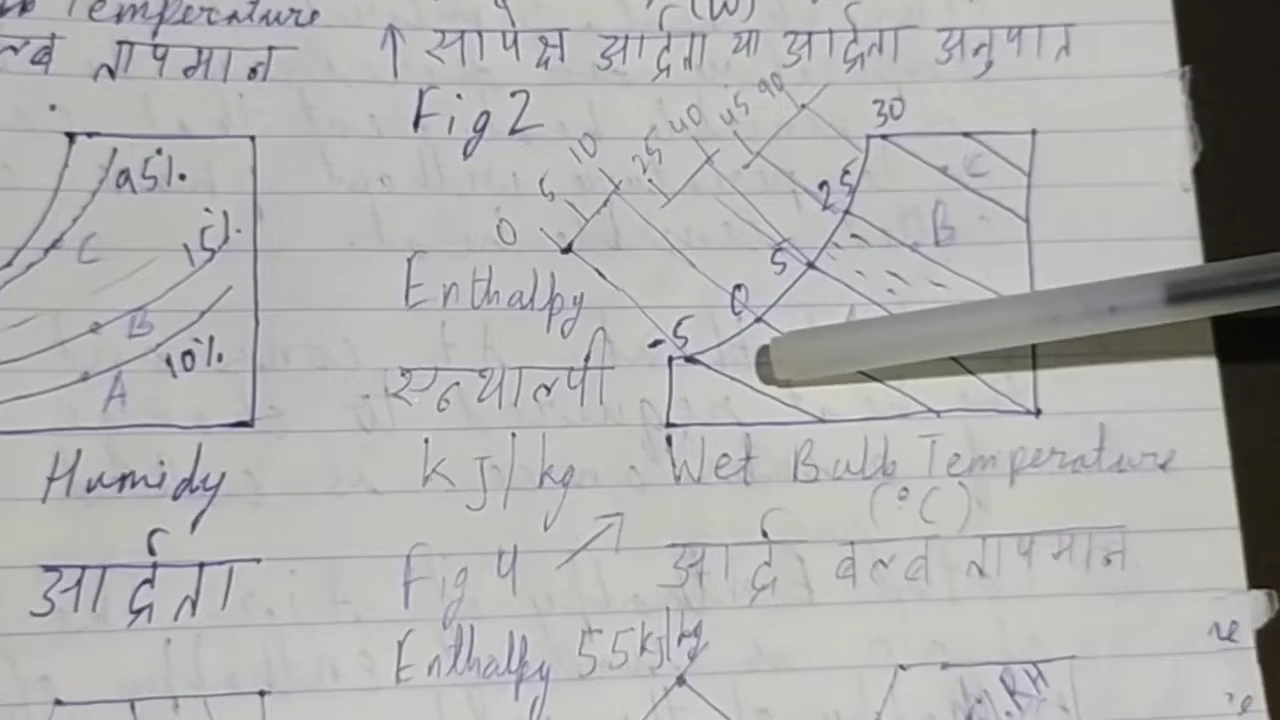 Temperature
(W)
तापमान
↑ सापेक्ष आर्द्रता या आर्द्रता अनुपात
Fig 2
0 5 10 25 40 45 90
30
25
5
0
-5
C
B
a5%.
15%.
10%.
C
B
A
Enthalpy
एन्थाल्पी
kJ/kg
Wet Bulb Temperature
(°C)
आर्द्र बल्ब तापमान
Humidy
आर्द्रता
Fig 4
Enthalpy 55kJ/kg
RH